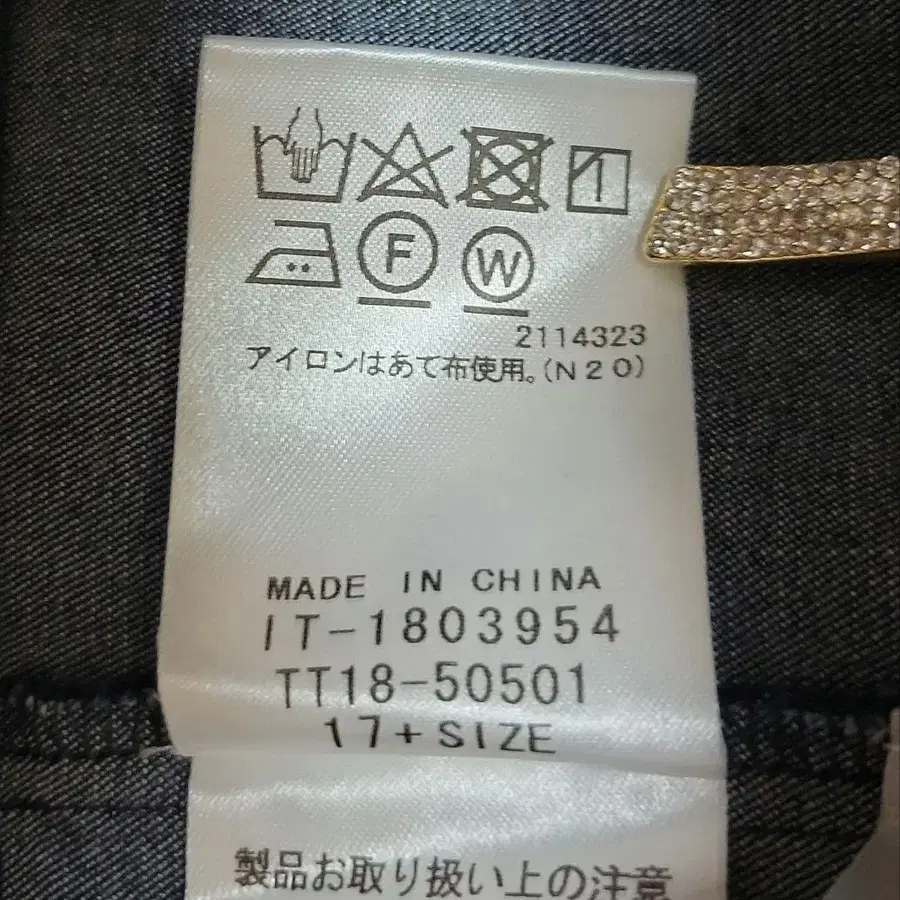 F W
2114323
アイロンはあて布使用。(N20)
MADE IN CHINA
IT-1803954
TT18-50501
17+SIZE
製品お取り扱い上の注意